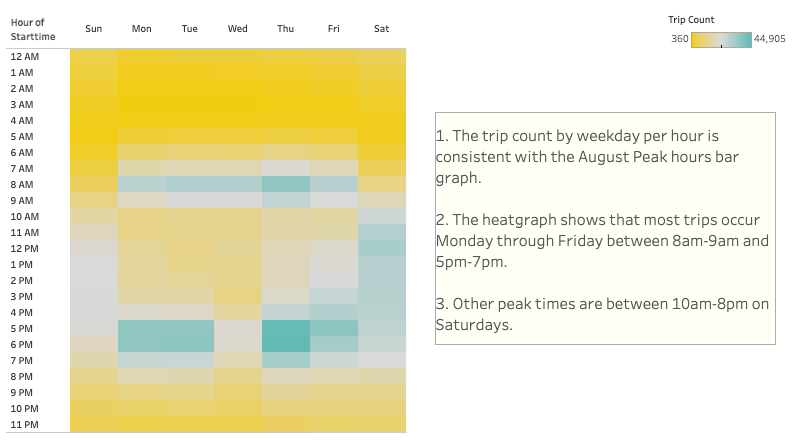 Hour of
Starttime
Sun Mon Tue Wed Thu Fri Sat
12 AM
1 AM
2 AM
3 AM
4 AM
5 AM
6 AM
7 AM
8 AM
9 AM
10 AM
11 AM
12 PM
1 PM
2 PM
3 PM
4 PM
5 PM
6 PM
7 PM
8 PM
9 PM
10 PM
11 PM
Trip Count
360 44,905
1. The trip count by weekday per hour is
consistent with the August Peak hours bar
graph.
2. The heatgraph shows that most trips occur
Monday through Friday between 8am-9am and
5pm-7pm.
3. Other peak times are between 10am-8pm on
Saturdays.